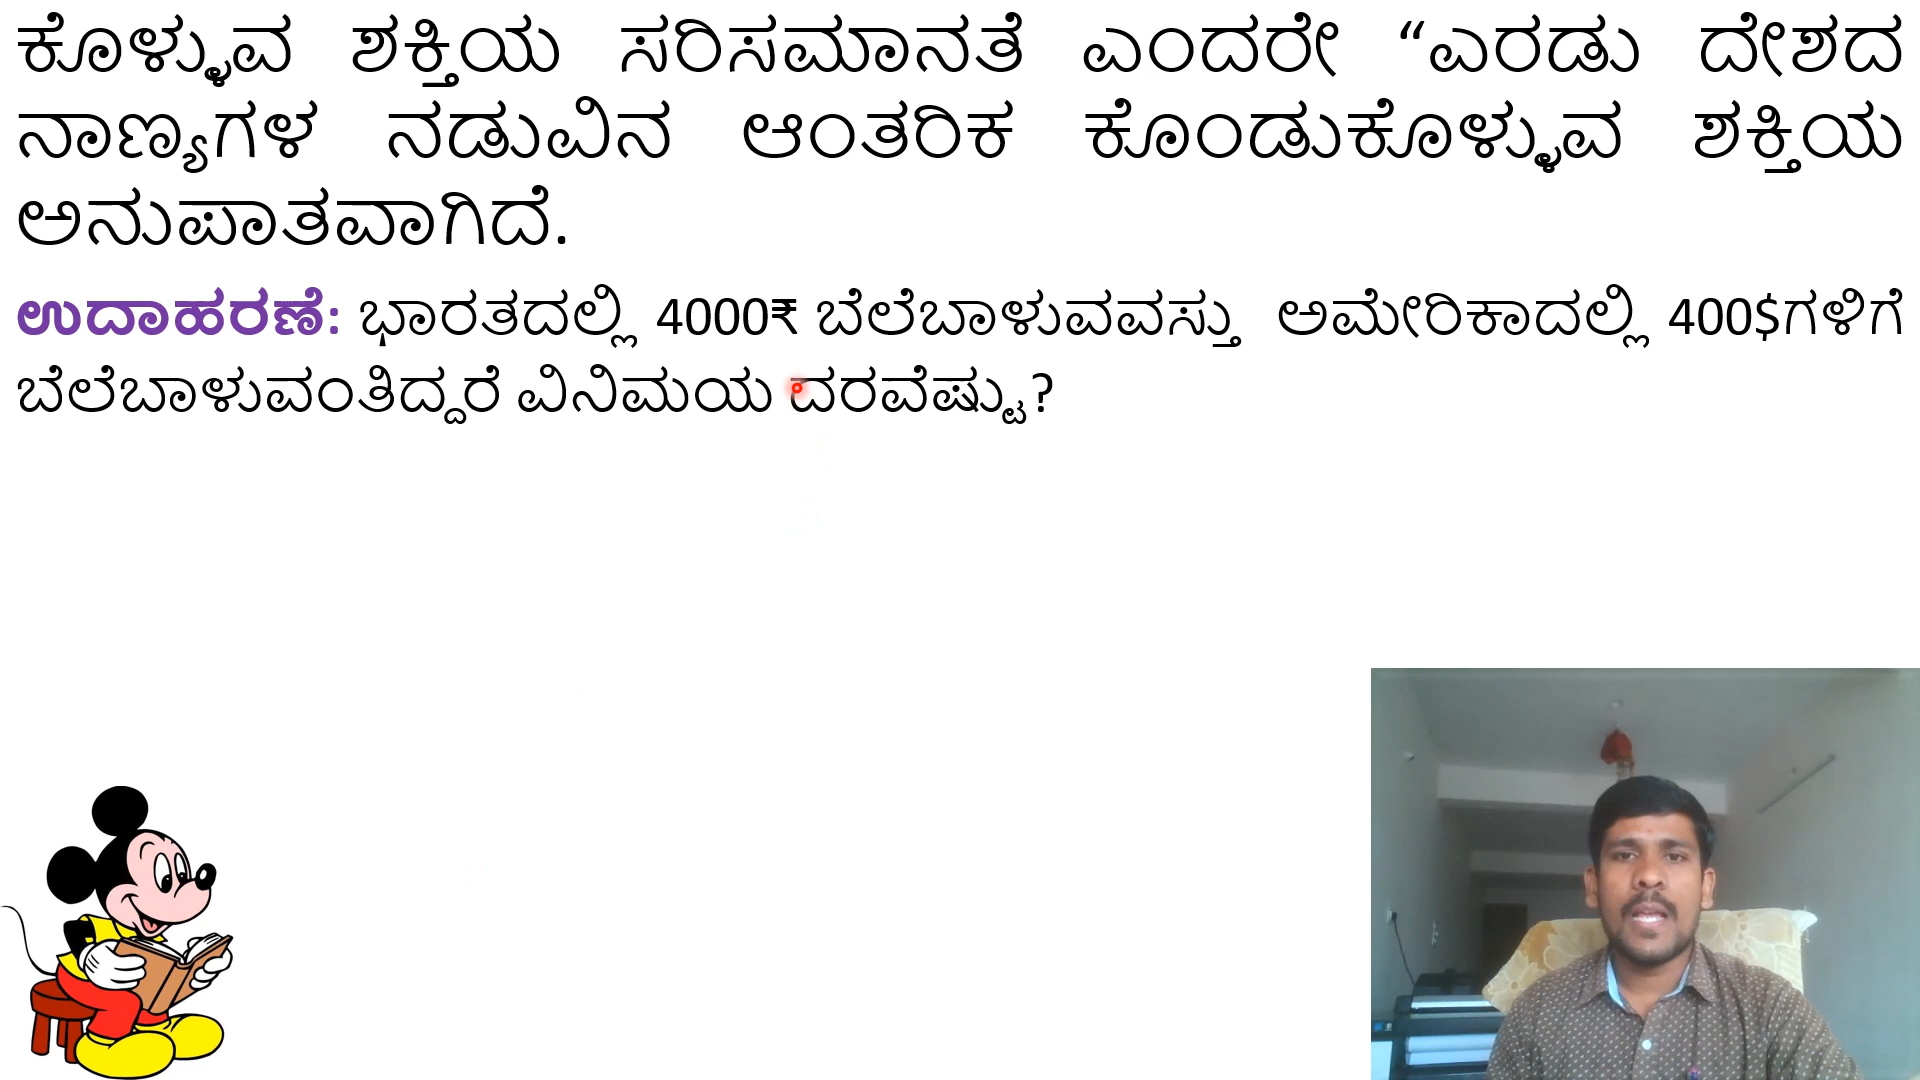 ಕೊಳ್ಳುವ ಶಕ್ತಿಯ ಸರಿಸಮಾನತೆ ಎಂದರೇ “ಎರಡು ದೇಶದ
ನಾಣ್ಯಗಳ ನಡುವಿನ ಆಂತರಿಕ ಕೊಂಡುಕೊಳ್ಳುವ ಶಕ್ತಿಯ
ಅನುಪಾತವಾಗಿದೆ.
ಉದಾಹರಣೆ: ಭಾರತದಲ್ಲಿ 4000₹ ಬೆಲೆಬಾಳುವವಸ್ತು ಅಮೇರಿಕಾದಲ್ಲಿ 400$ಗಳಿಗೆ
ಬೆಲೆಬಾಳುವಂತಿದ್ದರೆ ವಿನಿಮಯ ದರವೆಷ್ಟು?